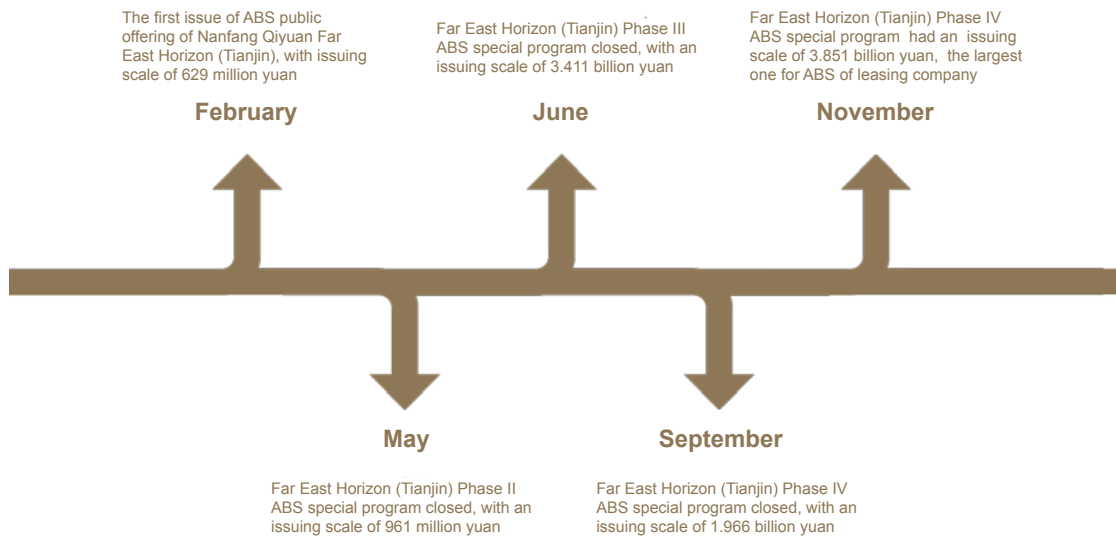 The first issue of ABS public
offering of Nanfang Qiyuan Far
East Horizon (Tianjin), with issuing
scale of 629 million yuan
February
Far East Horizon (Tianjin) Phase III
ABS special program closed, with an
issuing scale of 3.411 billion yuan
June
Far East Horizon (Tianjin) Phase IV
ABS special program had an issuing
scale of 3.851 billion yuan, the largest
one for ABS of leasing company
November
May
Far East Horizon (Tianjin) Phase II
ABS special program closed, with an
issuing scale of 961 million yuan
September
Far East Horizon (Tianjin) Phase IV
ABS special program closed, with an
issuing scale of 1.966 billion yuan